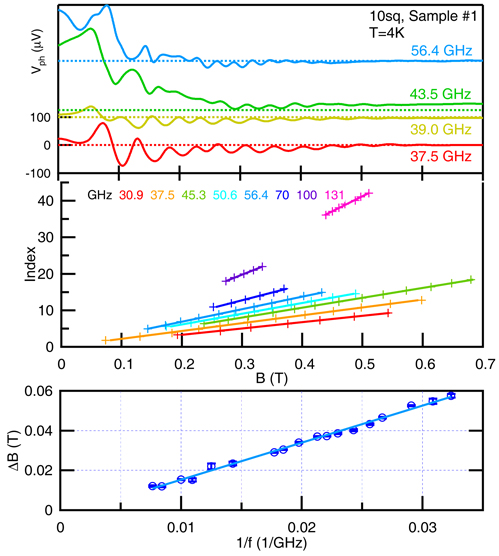 10sq, Sample #1
T=4K
V_ph (μV)
56.4 GHz
43.5 GHz
39.0 GHz
37.5 GHz
100
0
-100
GHz 30.9 37.5 45.3 50.6 56.4 70 100 131
Index
40
30
20
10
0
0 0.1 0.2 0.3 0.4 0.5 0.6 0.7
B (T)
ΔB (T)
0.06
0.04
0.02
0
0 0.01 0.02 0.03
1/f (1/GHz)